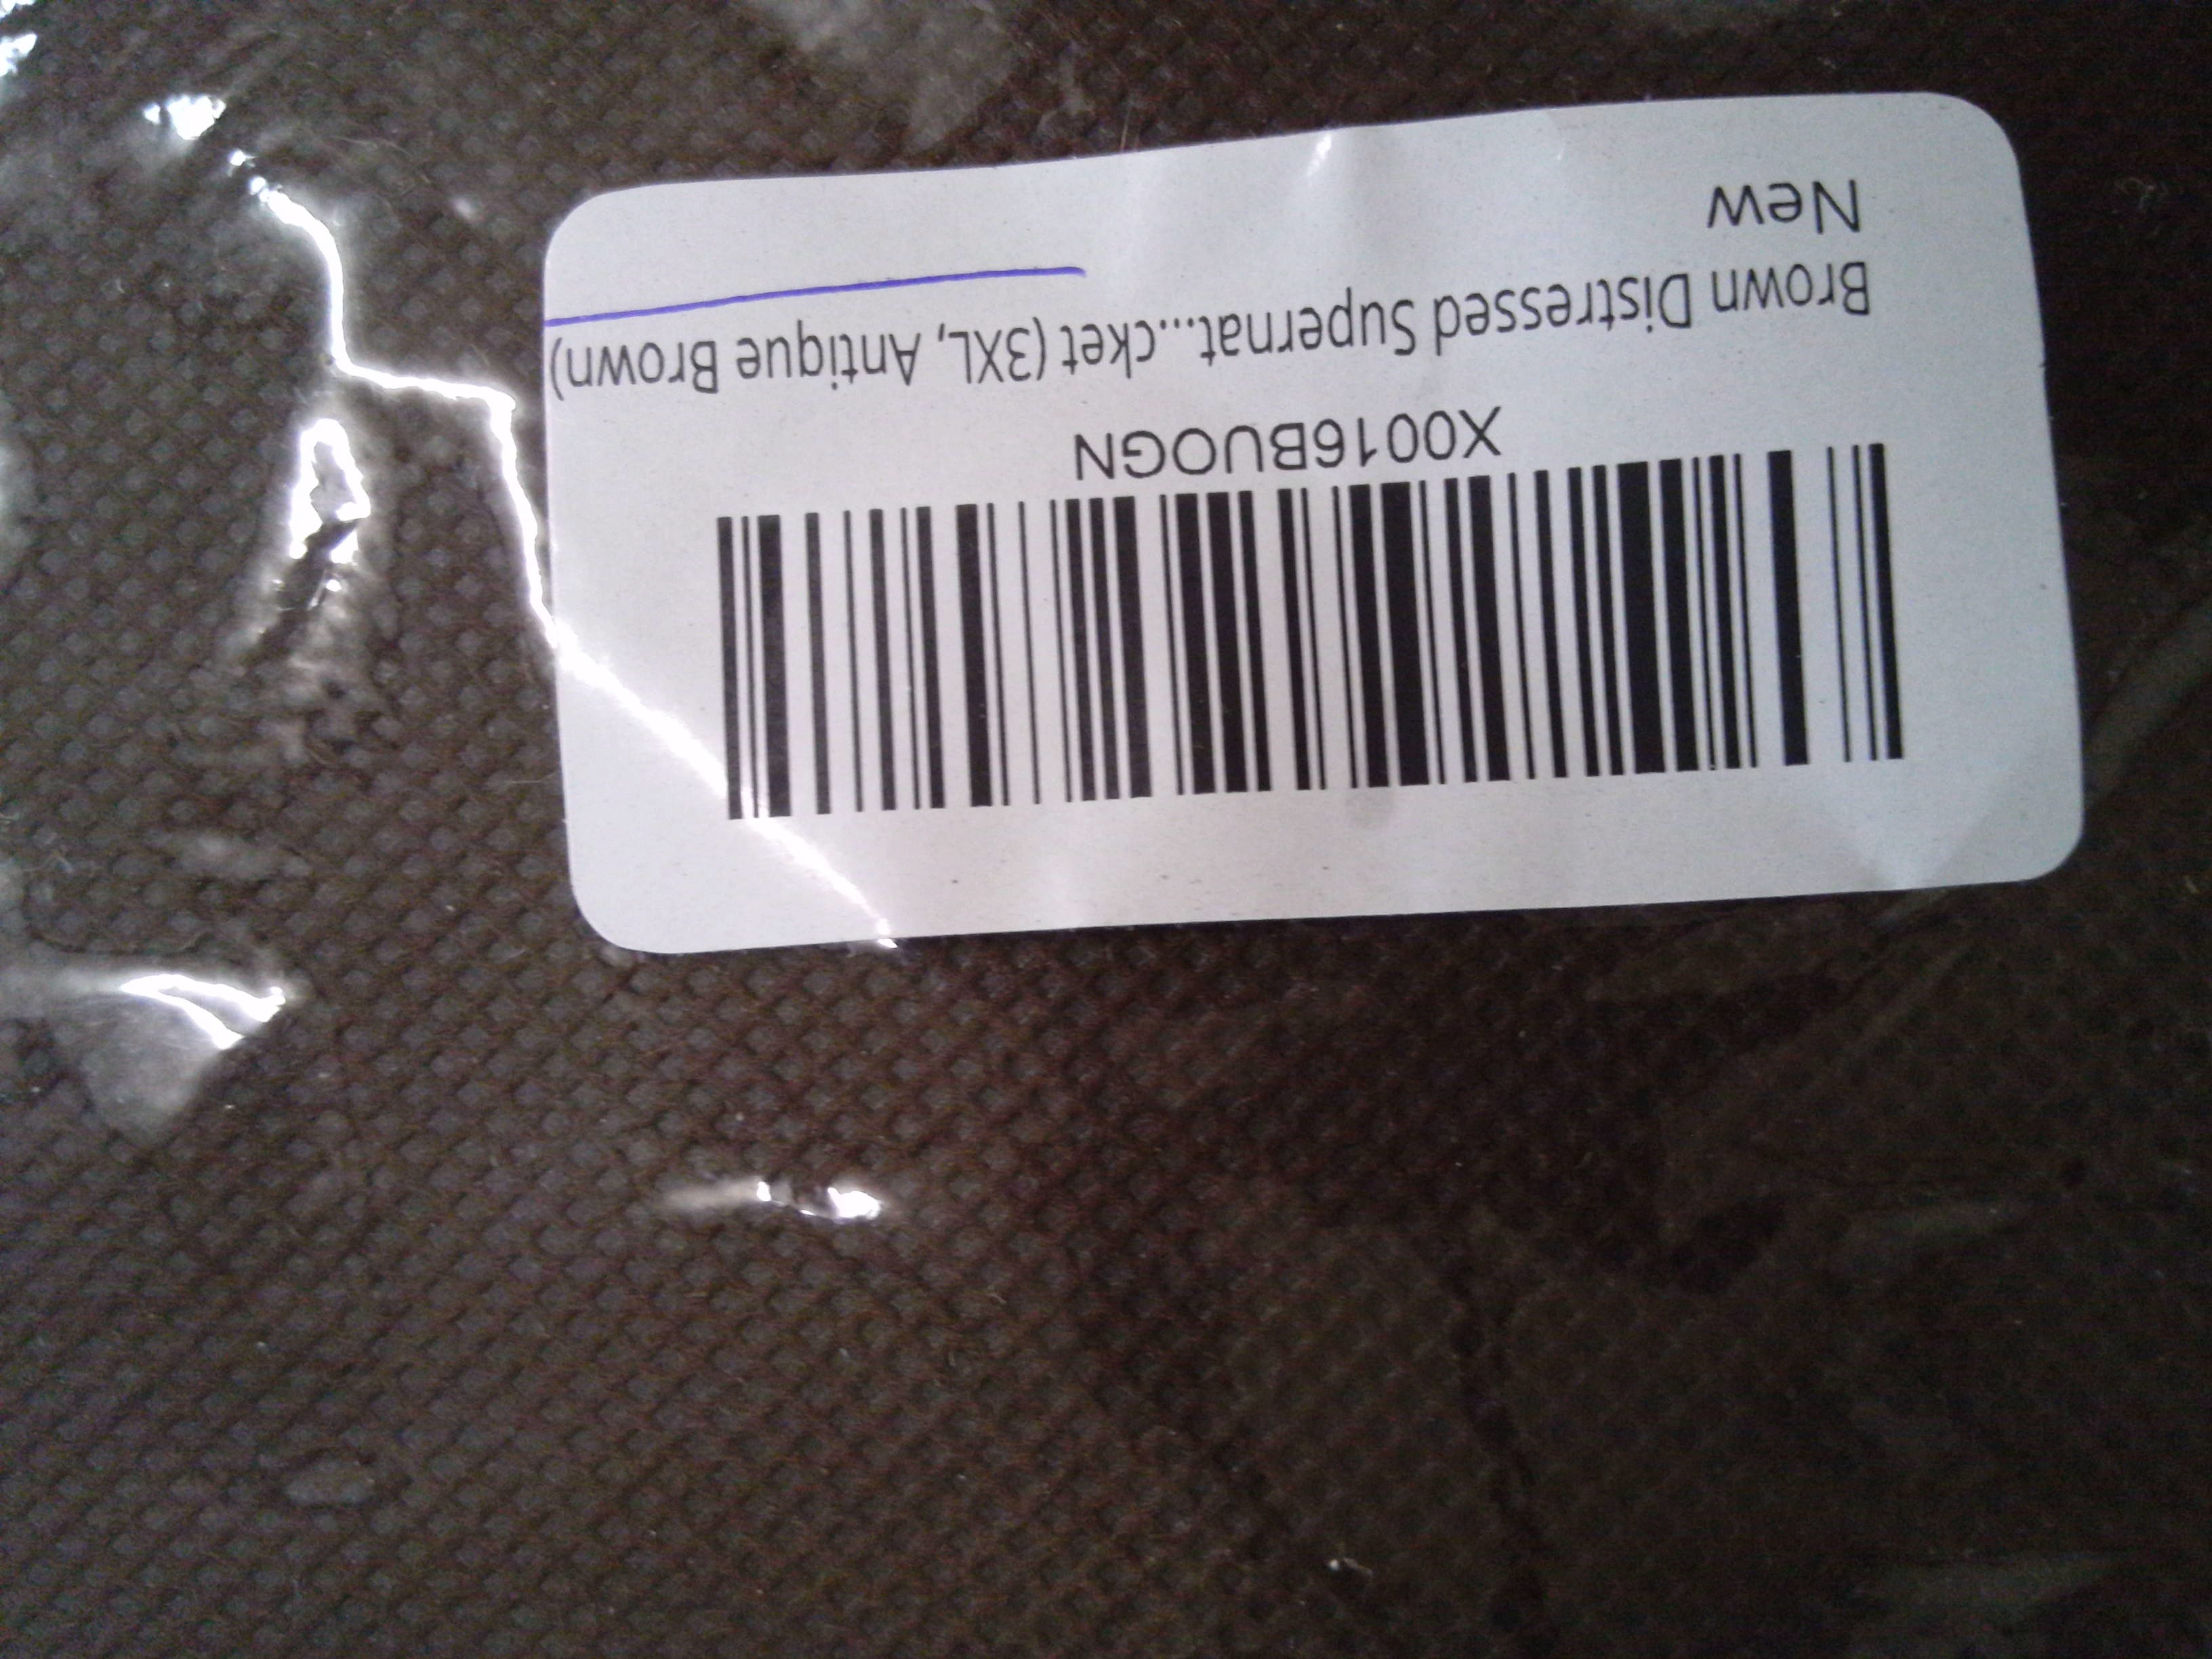 X0016BUOGN
Brown Distressed Supernat...cket (3XL, Antique Brown)
New